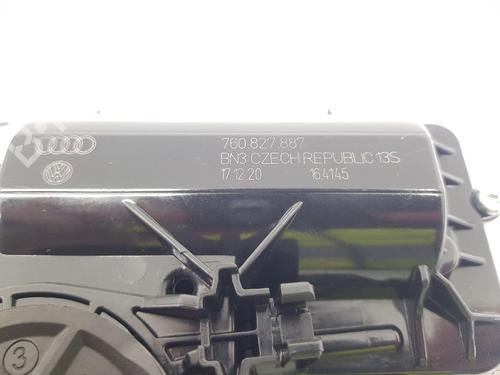 760.827 887
BN3 CZECH REPUBLIC 13S
17.12.20 16.4145
3